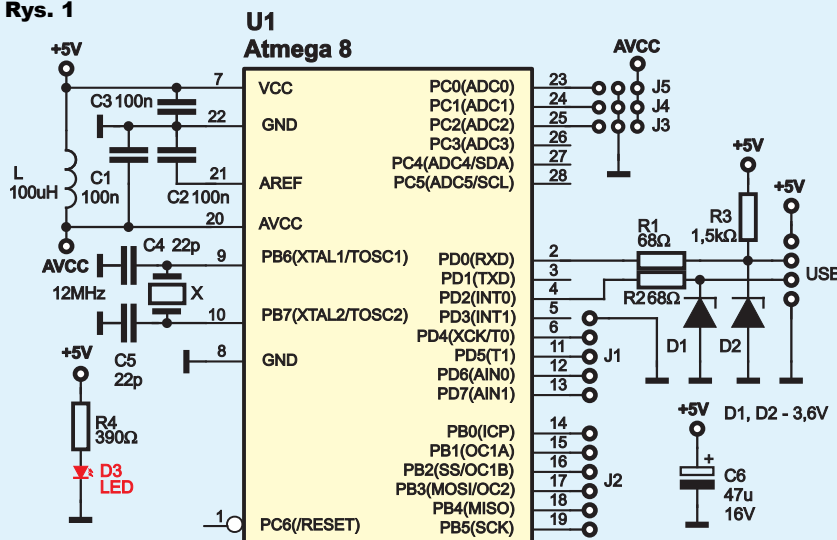 Rys. 1
U1
Atmega 8
+5V
7 VCC
C3 100n
22 GND
L
100uH
C1
100n
C2 100n
21 AREF
20 AVCC
AVCC
C4 22p
9 PB6(XTAL1/TOSC1)
12MHz
X
10 PB7(XTAL2/TOSC2)
C5
22p
8 GND
+5V
R4
390Ω
D3
LED
1 PC6(/RESET)
AVCC
PC0(ADC0) 23 J5
PC1(ADC1) 24 J4
PC2(ADC2) 25 J3
PC3(ADC3) 26
PC4(ADC4/SDA) 27
PC5(ADC5/SCL) 28
+5V
+5V
R3
1,5kΩ
R1
68Ω
PD0(RXD) 2
PD1(TXD) 3
USB
PD2(INT0) 4
R2 68Ω
PD3(INT1) 5
PD4(XCK/T0) 6
PD5(T1) 11
J1
PD6(AIN0) 12
PD7(AIN1) 13
D1
D2
D1, D2 - 3,6V
PB0(ICP) 14
PB1(OC1A) 15
PB2(SS/OC1B) 16
PB3(MOSI/OC2) 17
J2
PB4(MISO) 18
PB5(SCK) 19
+5V
+
C6
47u
16V